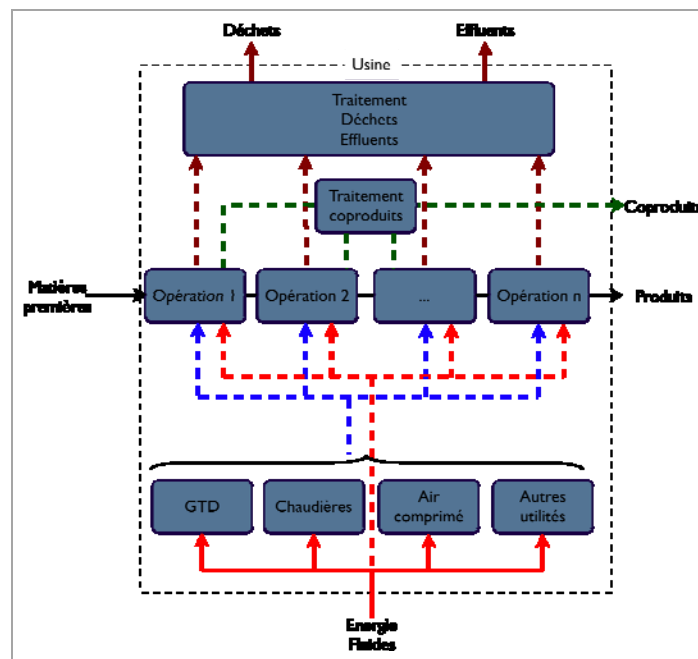 Déchets
Effluents
Usine
Traitement
Déchets
Effluents
Traitement
coproduits
Coproduits
Matières
premières
Opération 1
Opération 2
...
Opération n
Produits
GTD
Chaudières
Air
comprimé
Autres
utilités
Energie
Fluides